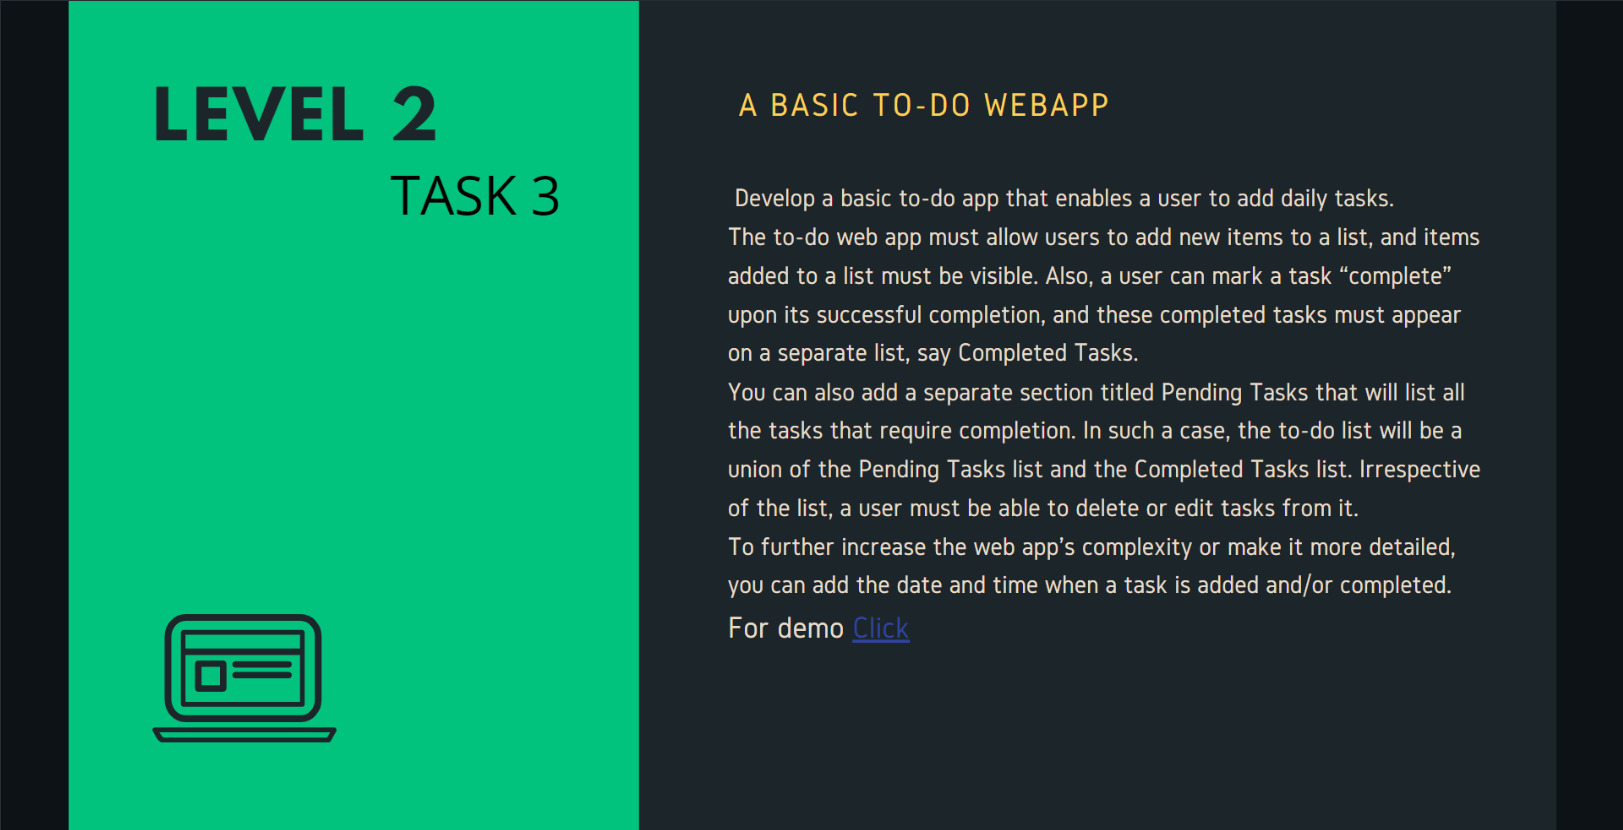 LEVEL 2
TASK 3
A BASIC TO-DO WEBAPP
Develop a basic to-do app that enables a user to add daily tasks.
The to-do web app must allow users to add new items to a list, and items
added to a list must be visible. Also, a user can mark a task “complete”
upon its successful completion, and these completed tasks must appear
on a separate list, say Completed Tasks.
You can also add a separate section titled Pending Tasks that will list all
the tasks that require completion. In such a case, the to-do list will be a
union of the Pending Tasks list and the Completed Tasks list. Irrespective
of the list, a user must be able to delete or edit tasks from it.
To further increase the web app’s complexity or make it more detailed,
you can add the date and time when a task is added and/or completed.
For demo Click